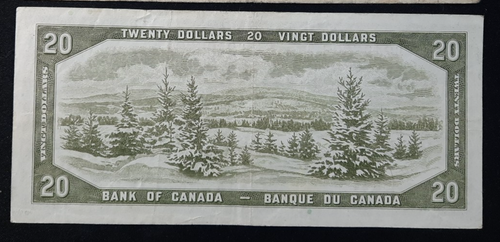 TWENTY DOLLARS 20 VINGT DOLLARS
20
20
VINGT DOLLARS
TWENTY DOLLARS
20
20
BANK OF CANADA — BANQUE DU CANADA